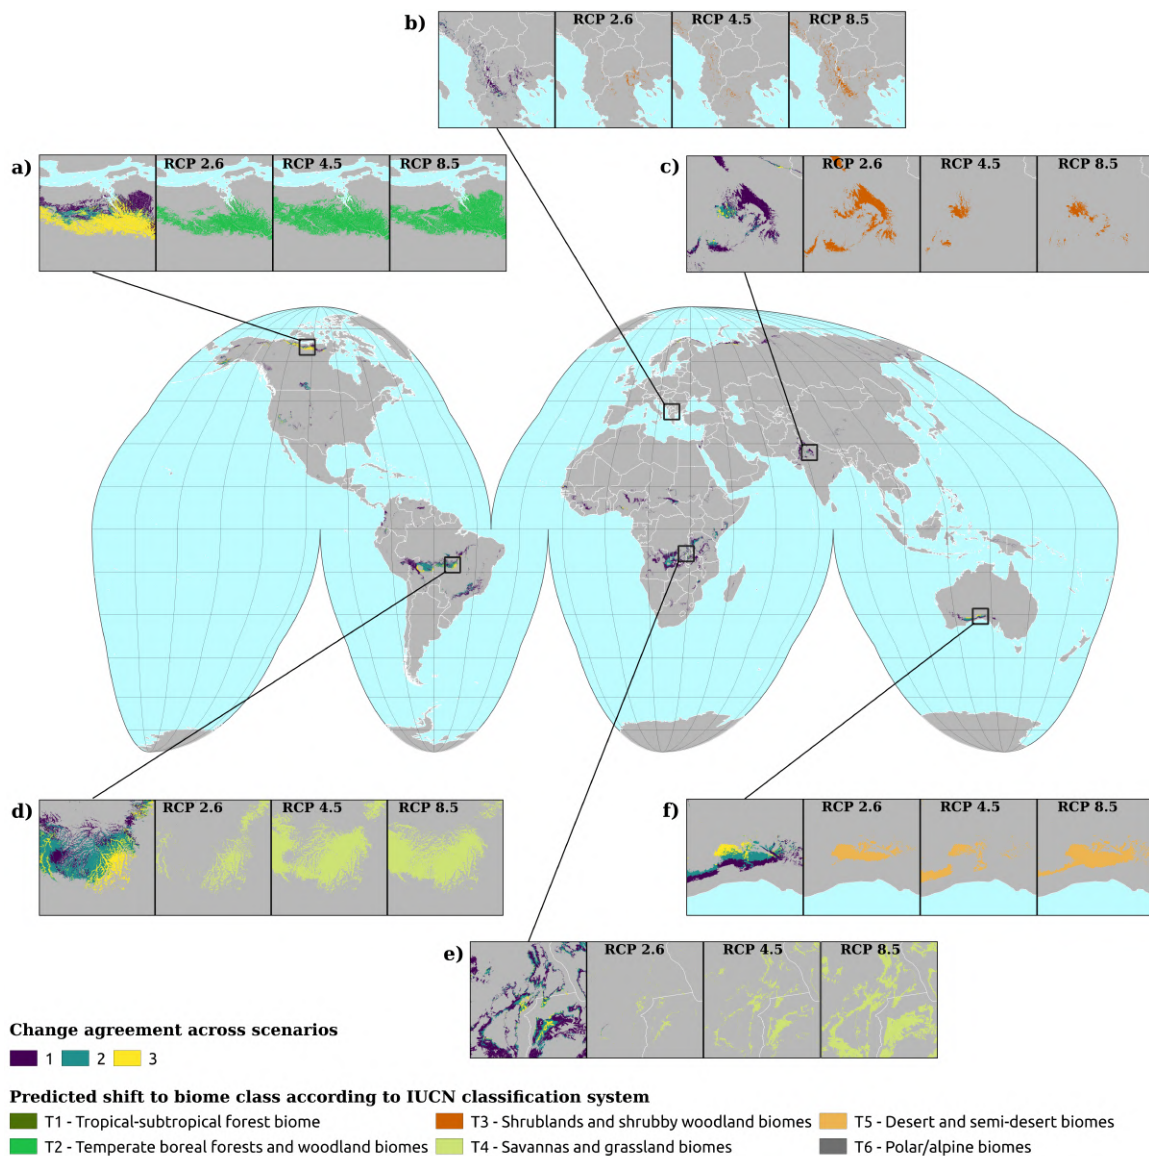 b)
RCP 2.6
RCP 4.5
RCP 8.5
a)
RCP 2.6
RCP 4.5
RCP 8.5
c)
RCP 2.6
RCP 4.5
RCP 8.5
d)
RCP 2.6
RCP 4.5
RCP 8.5
f)
RCP 2.6
RCP 4.5
RCP 8.5
e)
RCP 2.6
RCP 4.5
RCP 8.5
Change agreement across scenarios
1 2 3
Predicted shift to biome class according to IUCN classification system
T1 - Tropical-subtropical forest biome
T3 - Shrublands and shrubby woodland biomes
T5 - Desert and semi-desert biomes
T2 - Temperate boreal forests and woodland biomes
T4 - Savannas and grassland biomes
T6 - Polar/alpine biomes